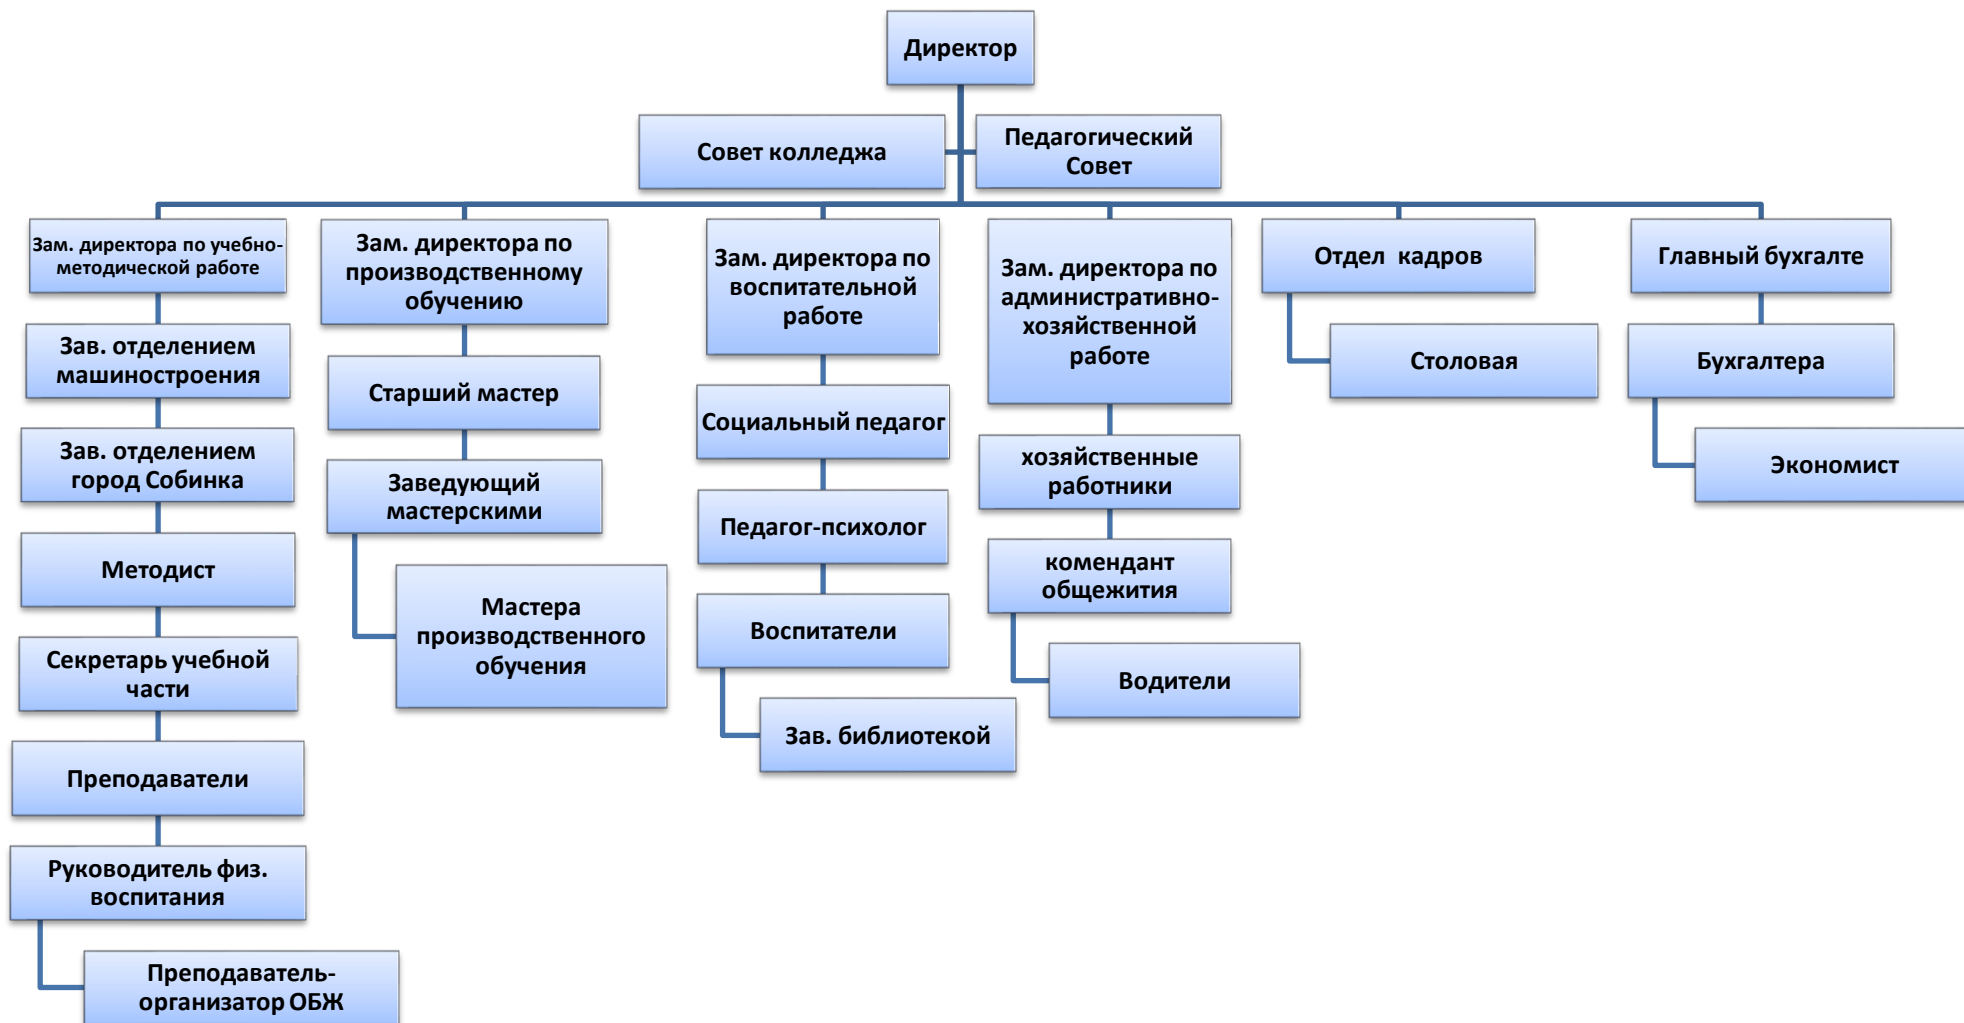 Директор
Совет колледжа
Педагогический
Совет
Зам. директора по учебно-
методической работе
Зав. отделением
машиностроения
Зав. отделением
город Собинка
Методист
Секретарь учебной
части
Преподаватели
Руководитель физ.
воспитания
Преподаватель-
организатор ОБЖ
Зам. директора по
производственному
обучению
Старший мастер
Заведующий
мастерскими
Мастера
производственного
обучения
Зам. директора по
воспитательной
работе
Социальный педагог
Педагог-психолог
Воспитатели
Зав. библиотекой
Зам. директора по
административно-
хозяйственной
работе
хозяйственные
работники
комендант
общежития
Водители
Отдел  кадров
Столовая
Главный бухгалте
Бухгалтера
Экономист